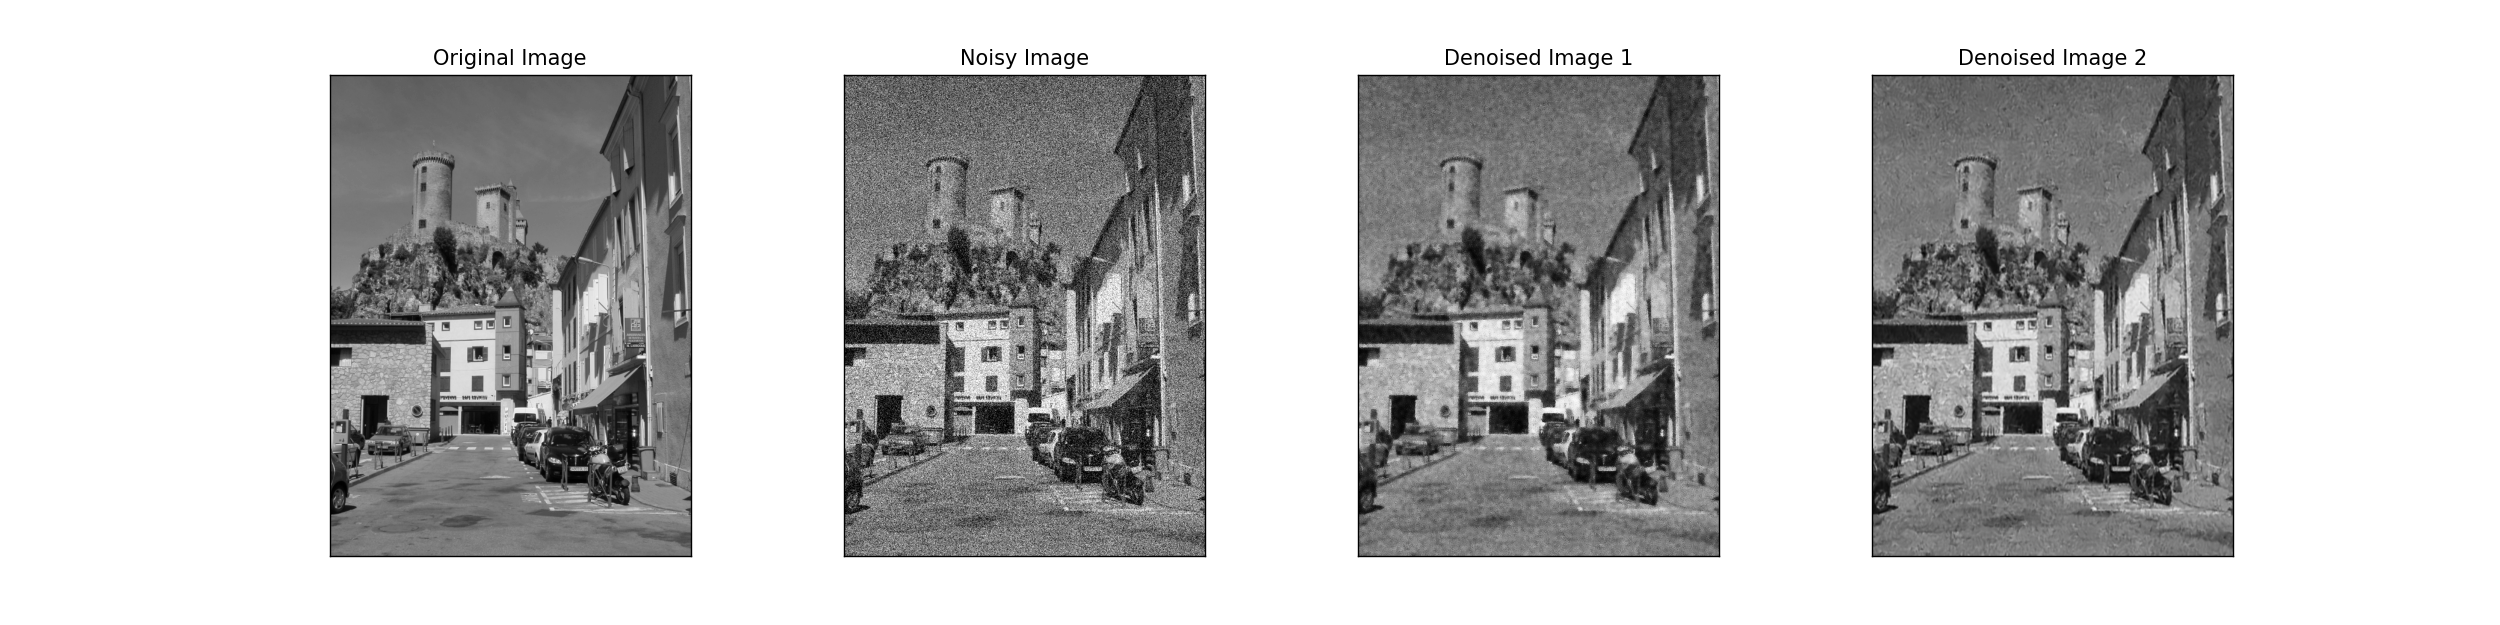 Original Image
Noisy Image
Denoised Image 1
Denoised Image 2